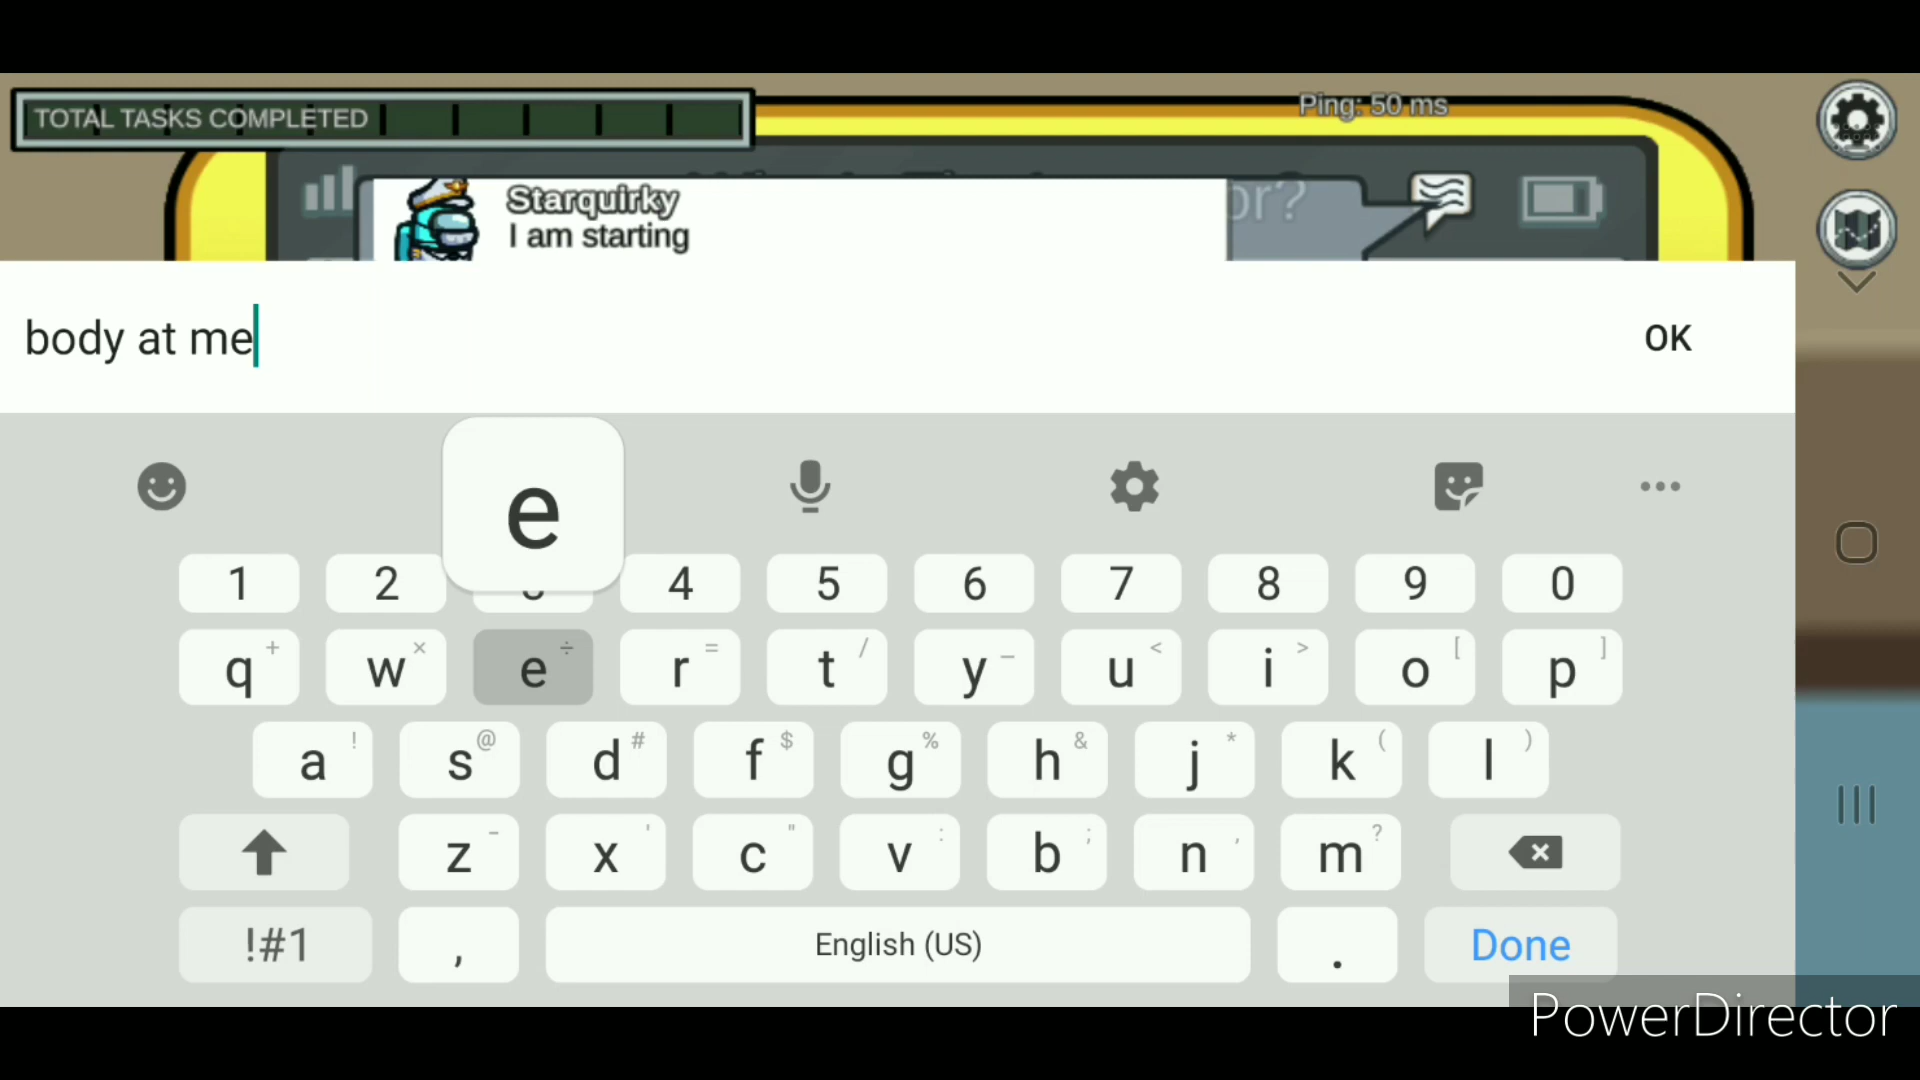 TOTAL TASKS COMPLETED
Ping: 50 ms
or?
Starquirky
I am starting
body at me
OK
e
1 2 4 5 6 7 8 9 0
q + w × e ÷ r = t / y _ u < i > o [ p ]
a ! s @ d # f $ g % h & j * k ( l )
z - x ' c " v : b ; n , m ?
!#1 , English (US) . Done
PowerDirector